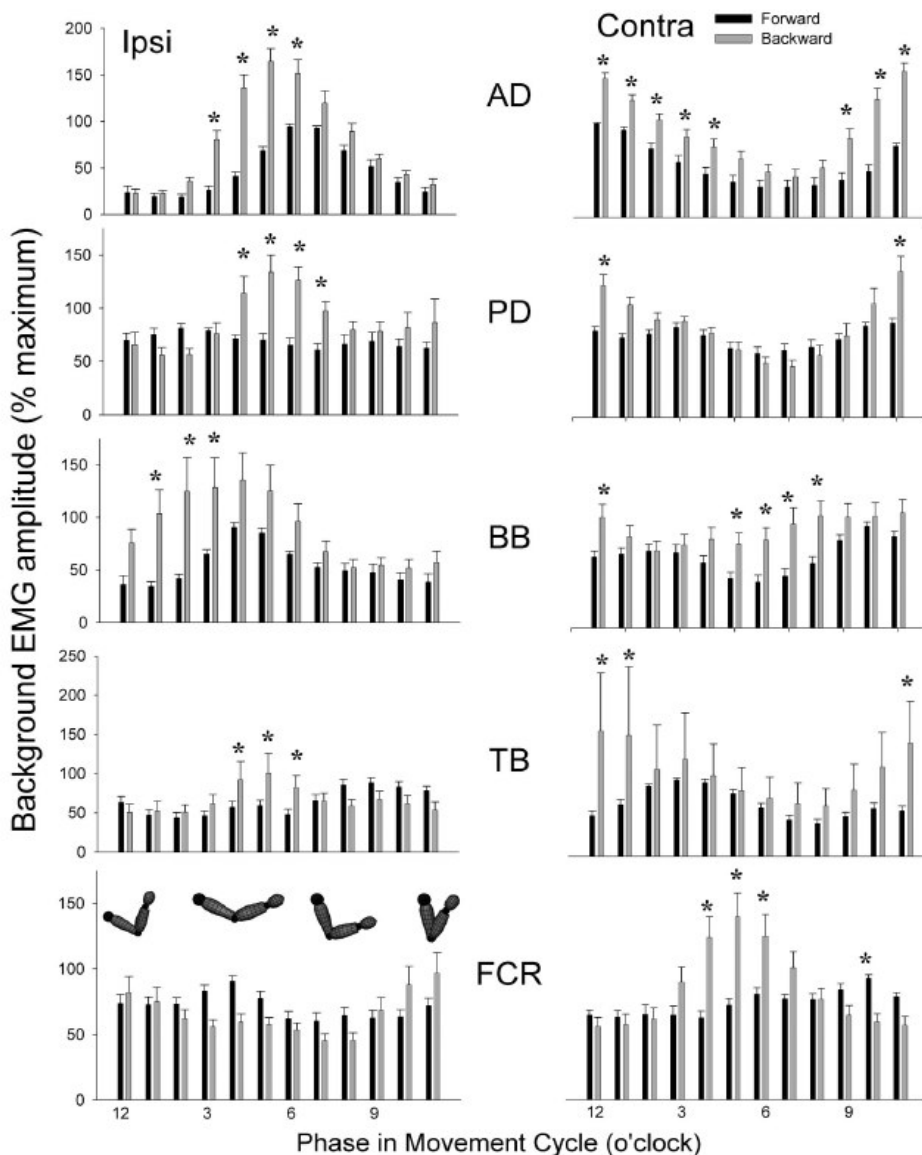 Ipsi
Contra
Forward
Backward
Background EMG amplitude (% maximum)
200
150
100
50
0
* * * * *
AD
* * * * * * * *
150
100
50
0
* * * *
PD
* *
150
100
50
0
* * *
BB
* * * * *
250
200
150
100
50
0
* * *
TB
* * *
150
100
50
0
FCR
* * * *
12 3 6 9
12 3 6 9
Phase in Movement Cycle (o'clock)